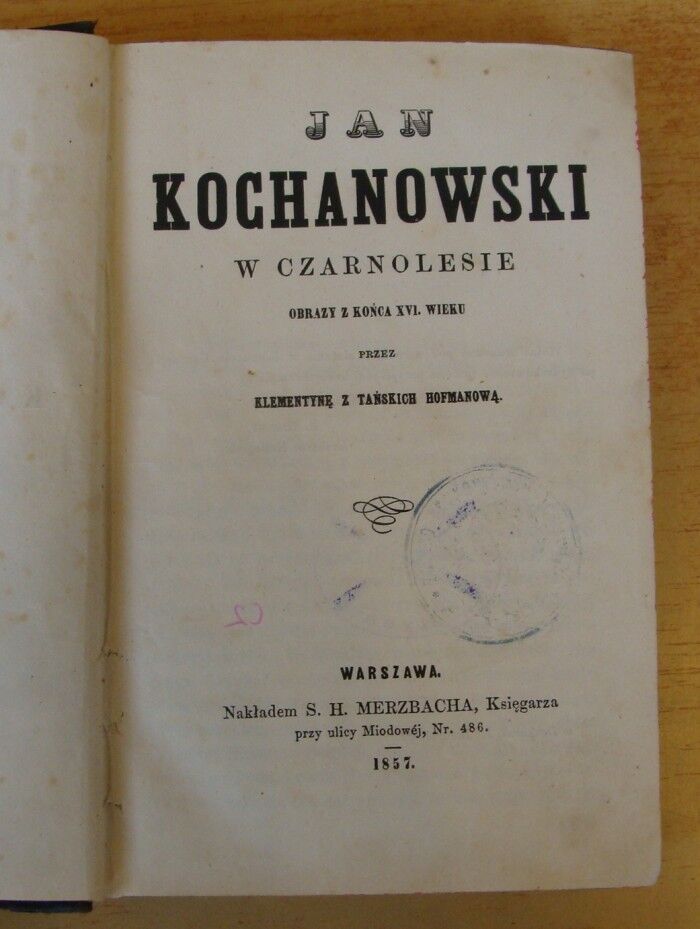 JAN
KOCHANOWSKI
W CZARNOLESIE
OBRAZY Z KOŃCA XVI. WIEKU
PRZEZ
KLEMENTYNĘ Z TAŃSKICH HOFMANOWĄ.
WARSZAWA.
Nakładem S. H. MERZBACHA, Księgarza
przy ulicy Miodowéj, Nr. 486.
1857.